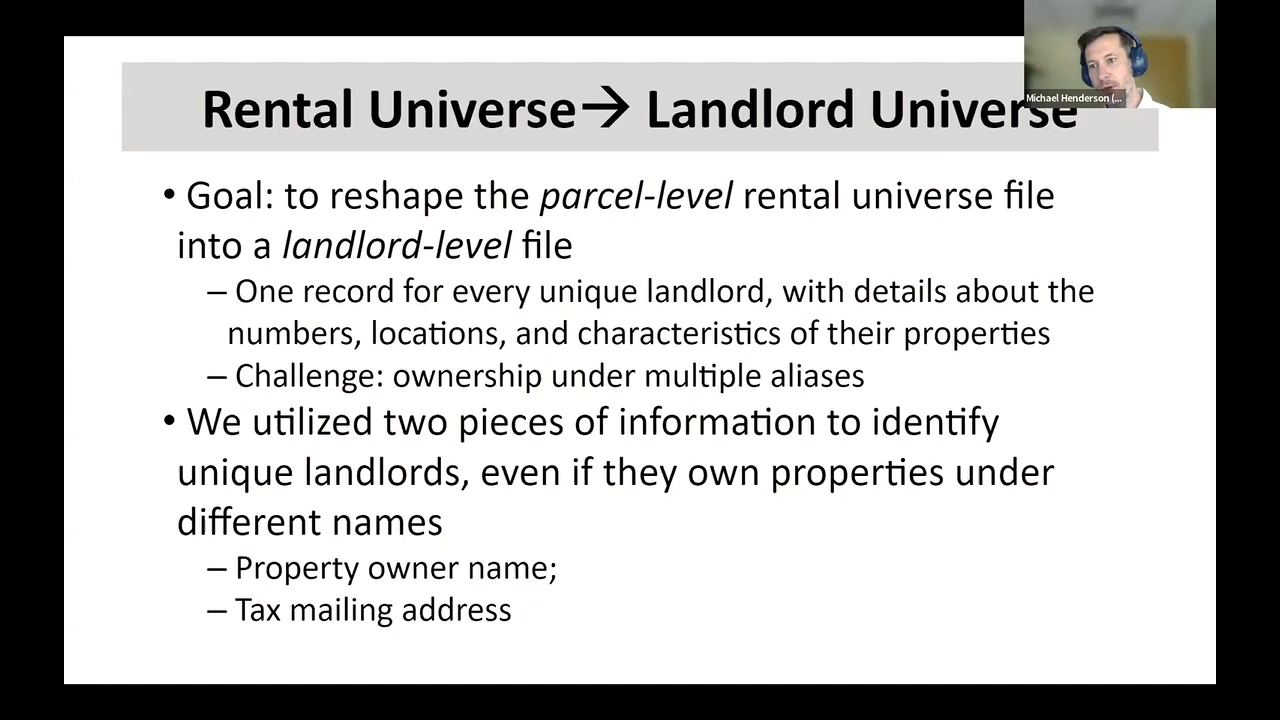 Michael Henderson (...
Rental Universe→ Landlord Universe
• Goal: to reshape the parcel-level rental universe file
into a landlord-level file
– One record for every unique landlord, with details about the
numbers, locations, and characteristics of their properties
– Challenge: ownership under multiple aliases
• We utilized two pieces of information to identify
unique landlords, even if they own properties under
different names
– Property owner name;
– Tax mailing address